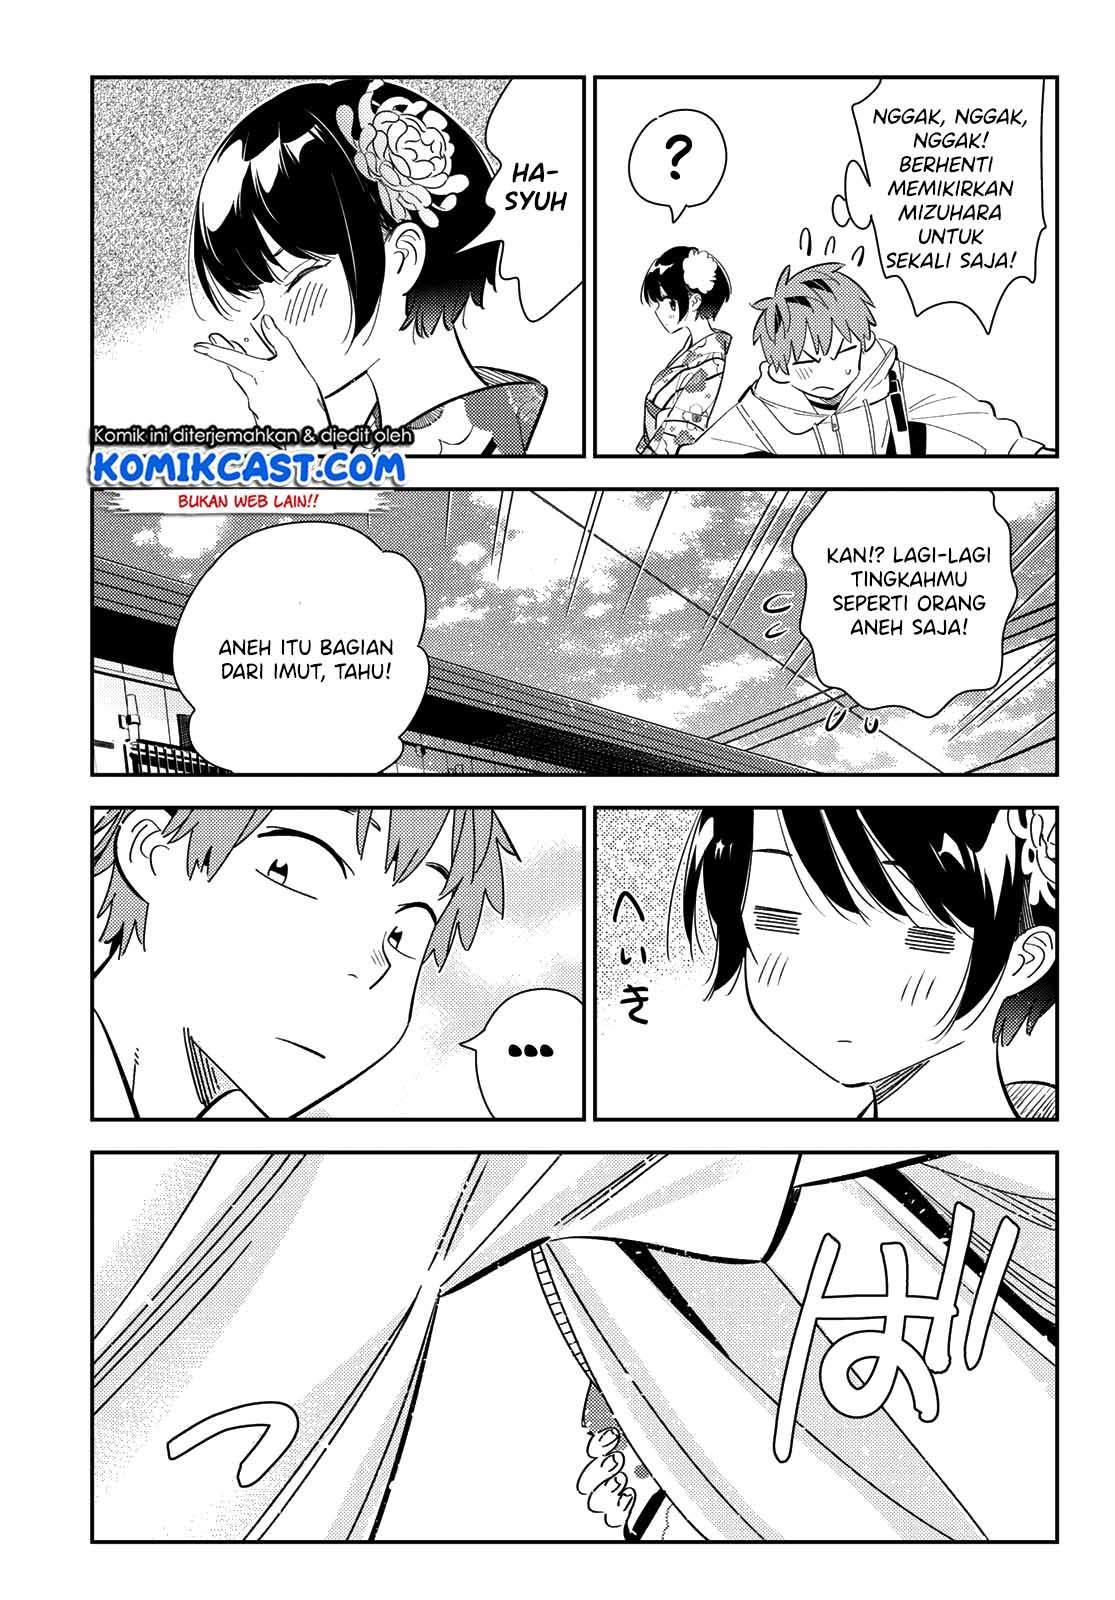 NGGAK, NGGAK,
NGGAK!
BERHENTI
MEMIKIRKAN
MIZUHARA
UNTUK
SEKALI SAJA!
?
HA-
SYUH
Komik ini diterjemahkan & diedit oleh
KOMIKCAST.COM
BUKAN WEB LAIN!!
KAN!? LAGI-LAGI
TINGKAHMU
SEPERTI ORANG
ANEH SAJA!
ANEH ITU BAGIAN
DARI IMUT, TAHU!
へいき
...
ばっ